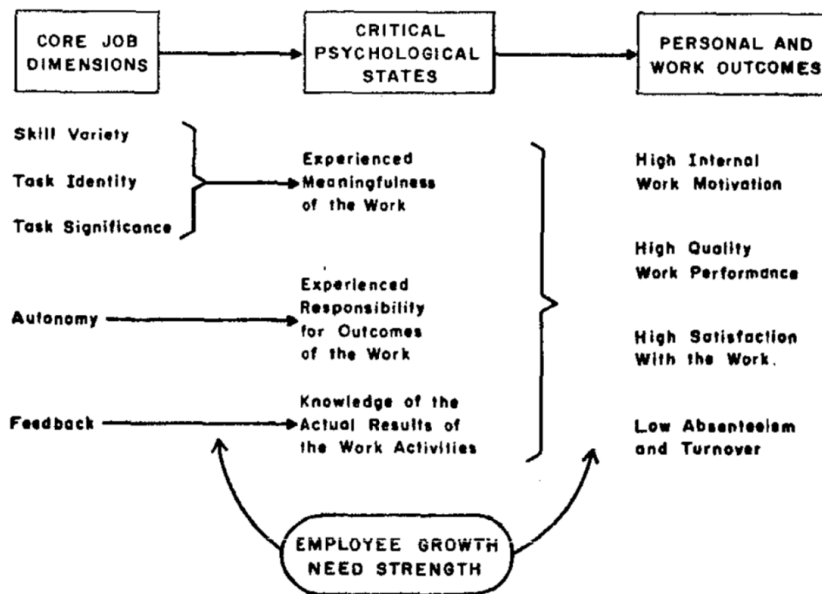 CORE JOB
DIMENSIONS
CRITICAL
PSYCHOLOGICAL
STATES
PERSONAL AND
WORK OUTCOMES
Skill Variety
Task Identity
Task Significance
Experienced
Meaningfulness
of the Work
High Internal
Work Motivation
High Quality
Work Performance
Autonomy
Experienced
Responsibility
for Outcomes
of the Work
High Satisfaction
With the Work.
Feedback
Knowledge of the
Actual Results of
the Work Activities
Low Absenteeism
and Turnover
EMPLOYEE GROWTH
NEED STRENGTH